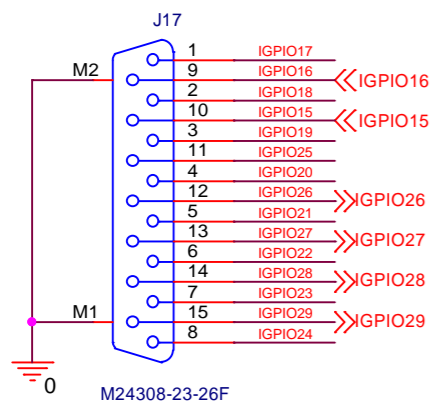 J17
1 IGPIO17
M2 9 IGPIO16 IGPIO16
2 IGPIO18
10 IGPIO15 IGPIO15
3 IGPIO19
11 IGPIO25
4 IGPIO20
12 IGPIO26 IGPIO26
5 IGPIO21
13 IGPIO27 IGPIO27
6 IGPIO22
14 IGPIO28 IGPIO28
7 IGPIO23
M1 15 IGPIO29 IGPIO29
8 IGPIO24
0
M24308-23-26F